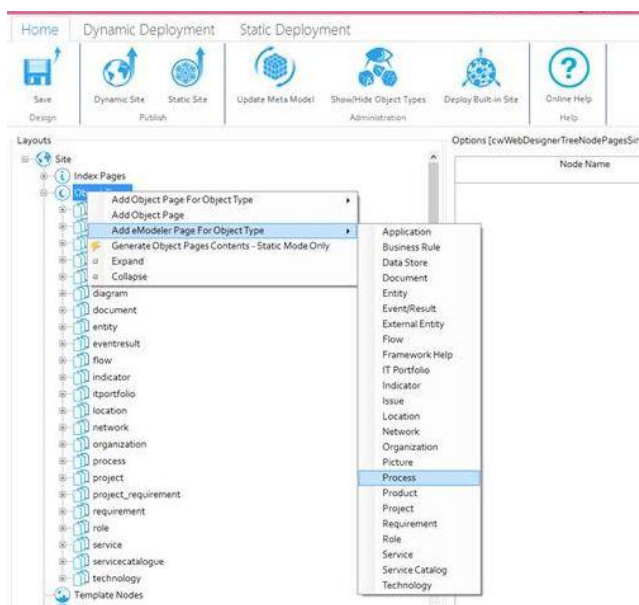 Home Dynamic Deployment Static Deployment
Save Dynamic Site Static Site Update Meta Model Show/Hide Object Types Deploy Built-in Site Online Help
Design Publish Administration Help
Layouts
Options [cwWebDesignerTreeNodePagesSin
Site
Node Name
Index Pages
Add Object Page For Object Type
Add Object Page
Add eModeler Page For Object Type
Generate Object Pages Contents - Static Mode Only
Expand
Collapse
Application
Business Rule
Data Store
Document
Entity
Event/Result
External Entity
Flow
Framework Help
IT Portfolio
Indicator
Issue
Location
Network
Organization
Picture
Process
Product
Project
Requirement
Role
Service
Service Catalog
Technology
diagram
document
entity
eventresult
flow
indicator
itportfolio
location
network
organization
process
project
project_requirement
requirement
role
service
servicecatalogue
technology
Template Nodes